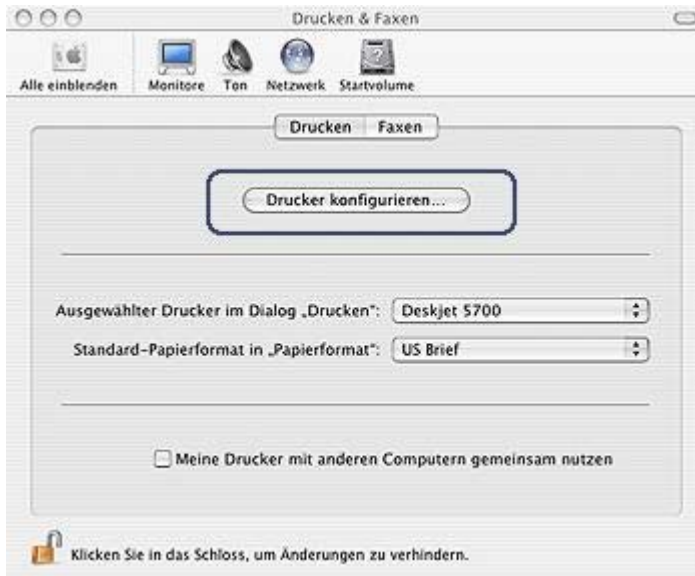 Drucken & Faxen
Alle einblenden Monitore Ton Netzwerk Startvolume
Drucken Faxen
Drucker konfigurieren...
Ausgewählter Drucker im Dialog „Drucken“: Deskjet 5700
Standard-Papierformat in „Papierformat“: US Brief
Meine Drucker mit anderen Computern gemeinsam nutzen
Klicken Sie in das Schloss, um Änderungen zu verhindern.